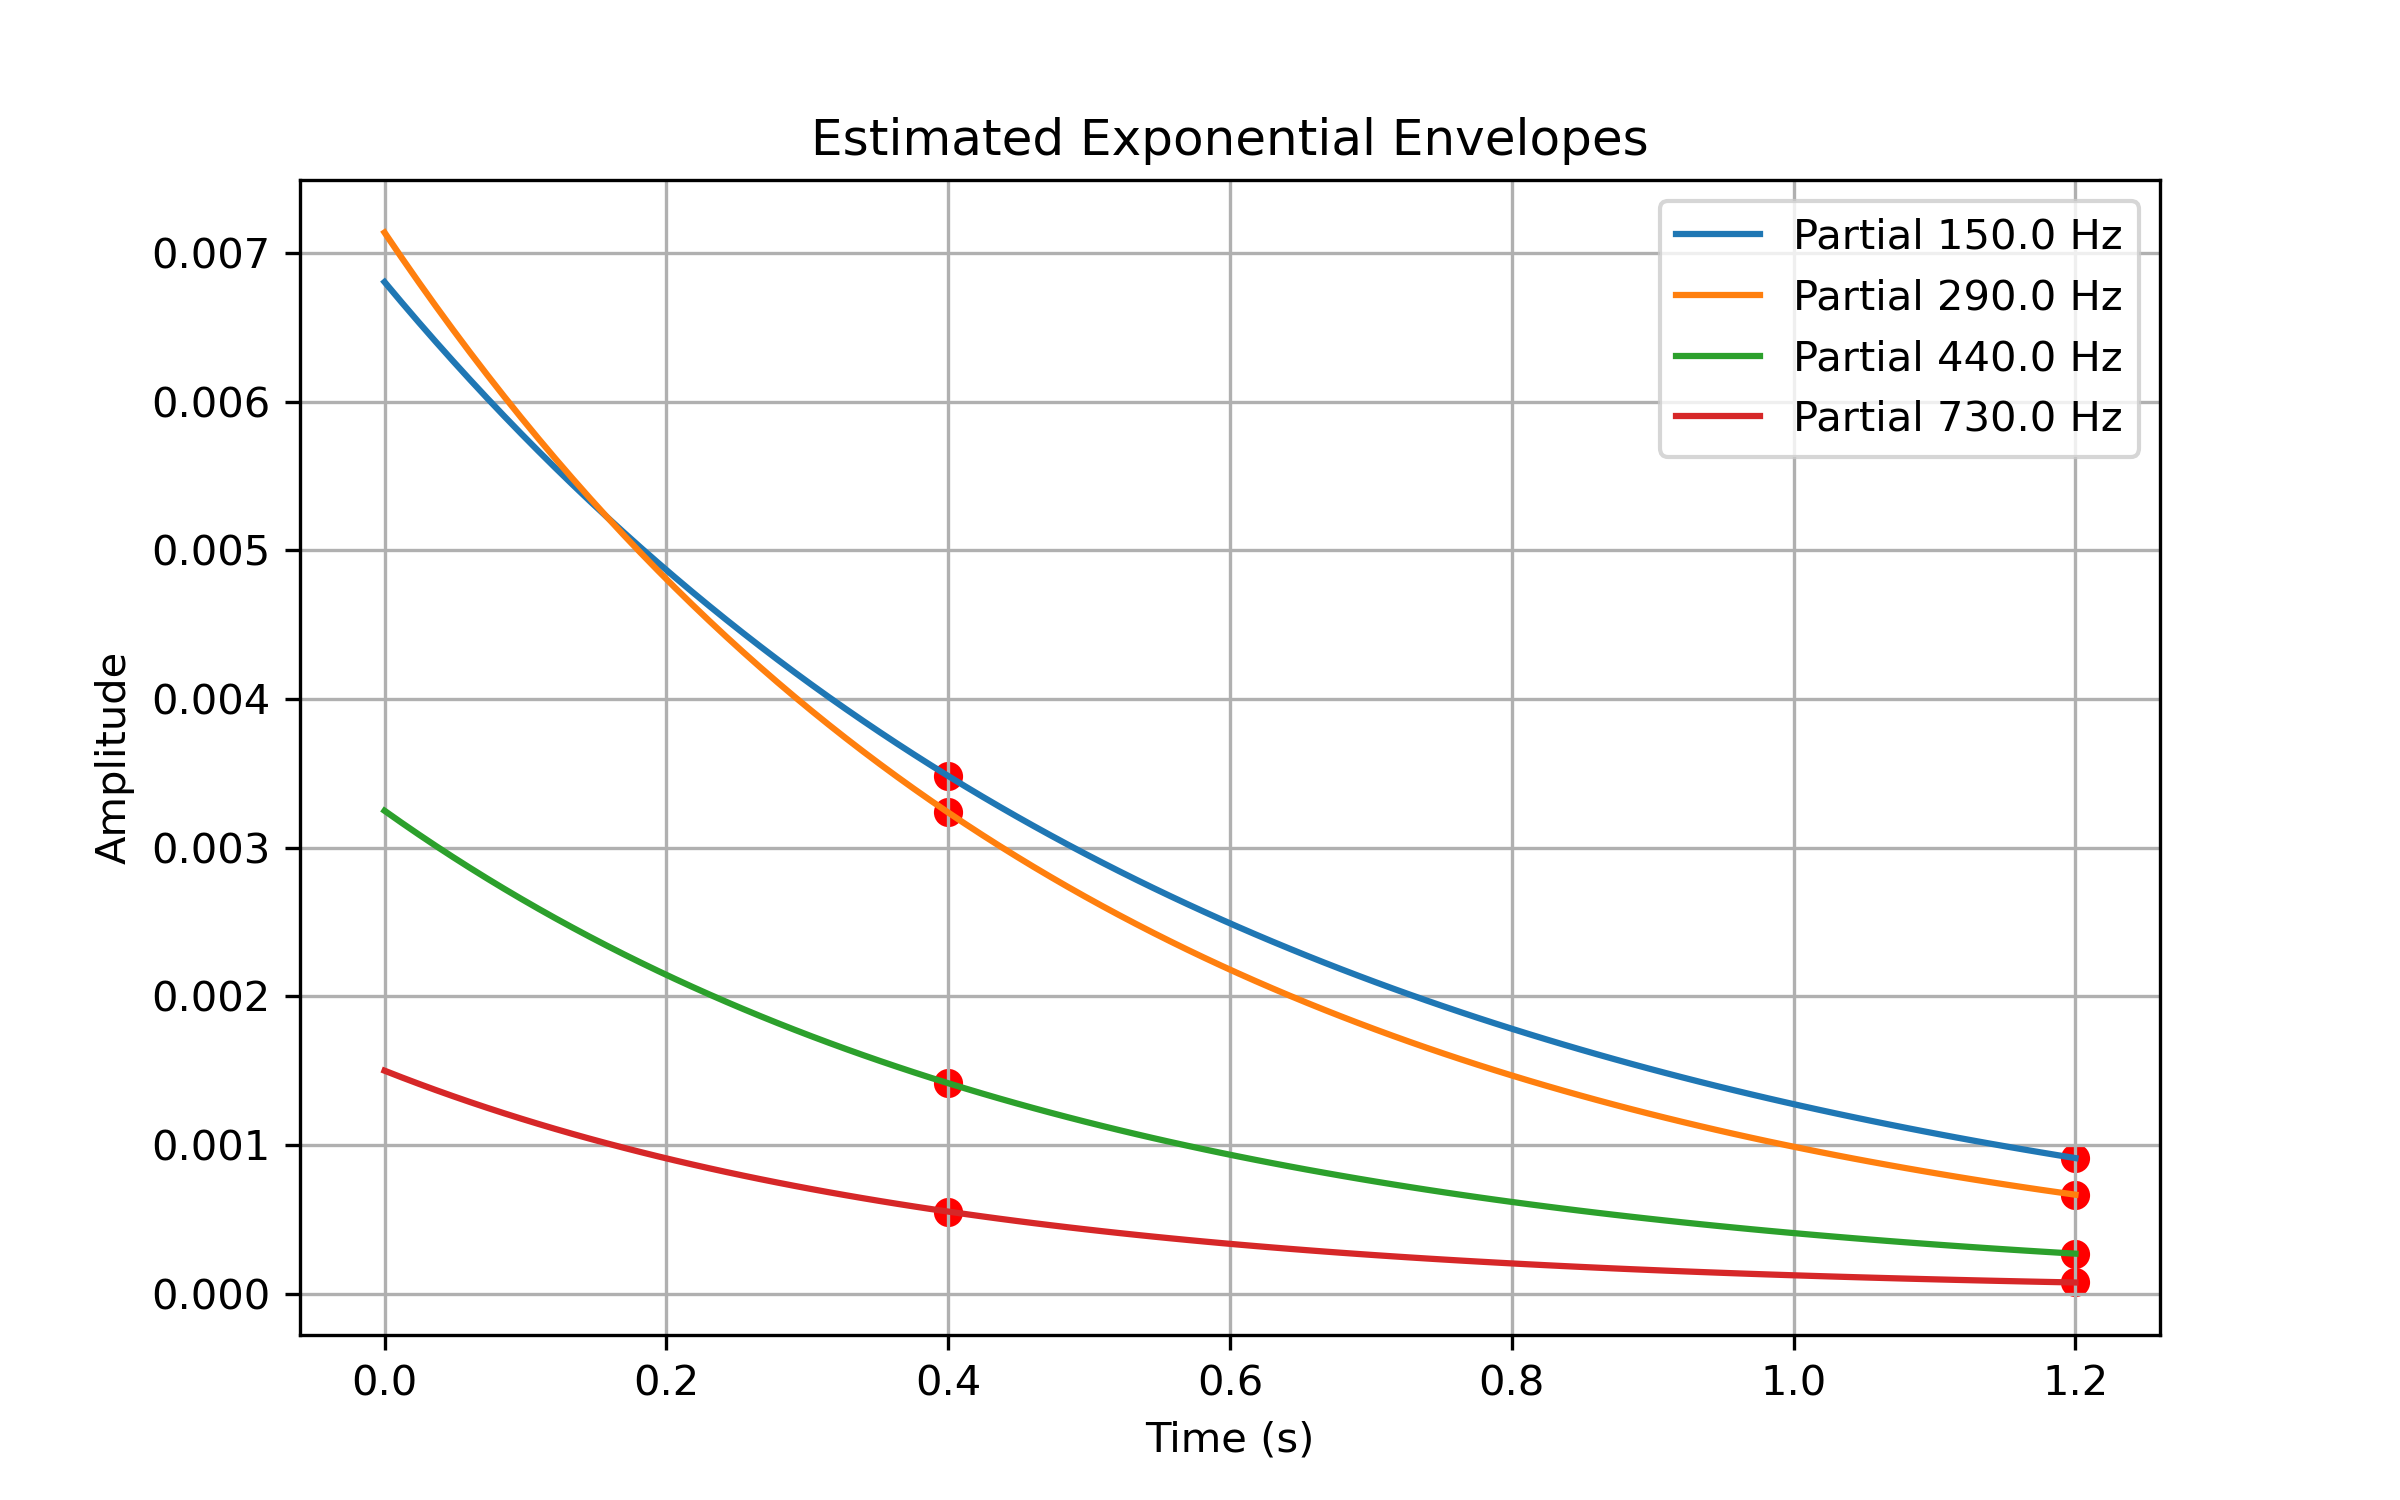 Estimated Exponential Envelopes
Partial 150.0 Hz
Partial 290.0 Hz
Partial 440.0 Hz
Partial 730.0 Hz
Amplitude
0.007
0.006
0.005
0.004
0.003
0.002
0.001
0.000
0.0 0.2 0.4 0.6 0.8 1.0 1.2
Time (s)